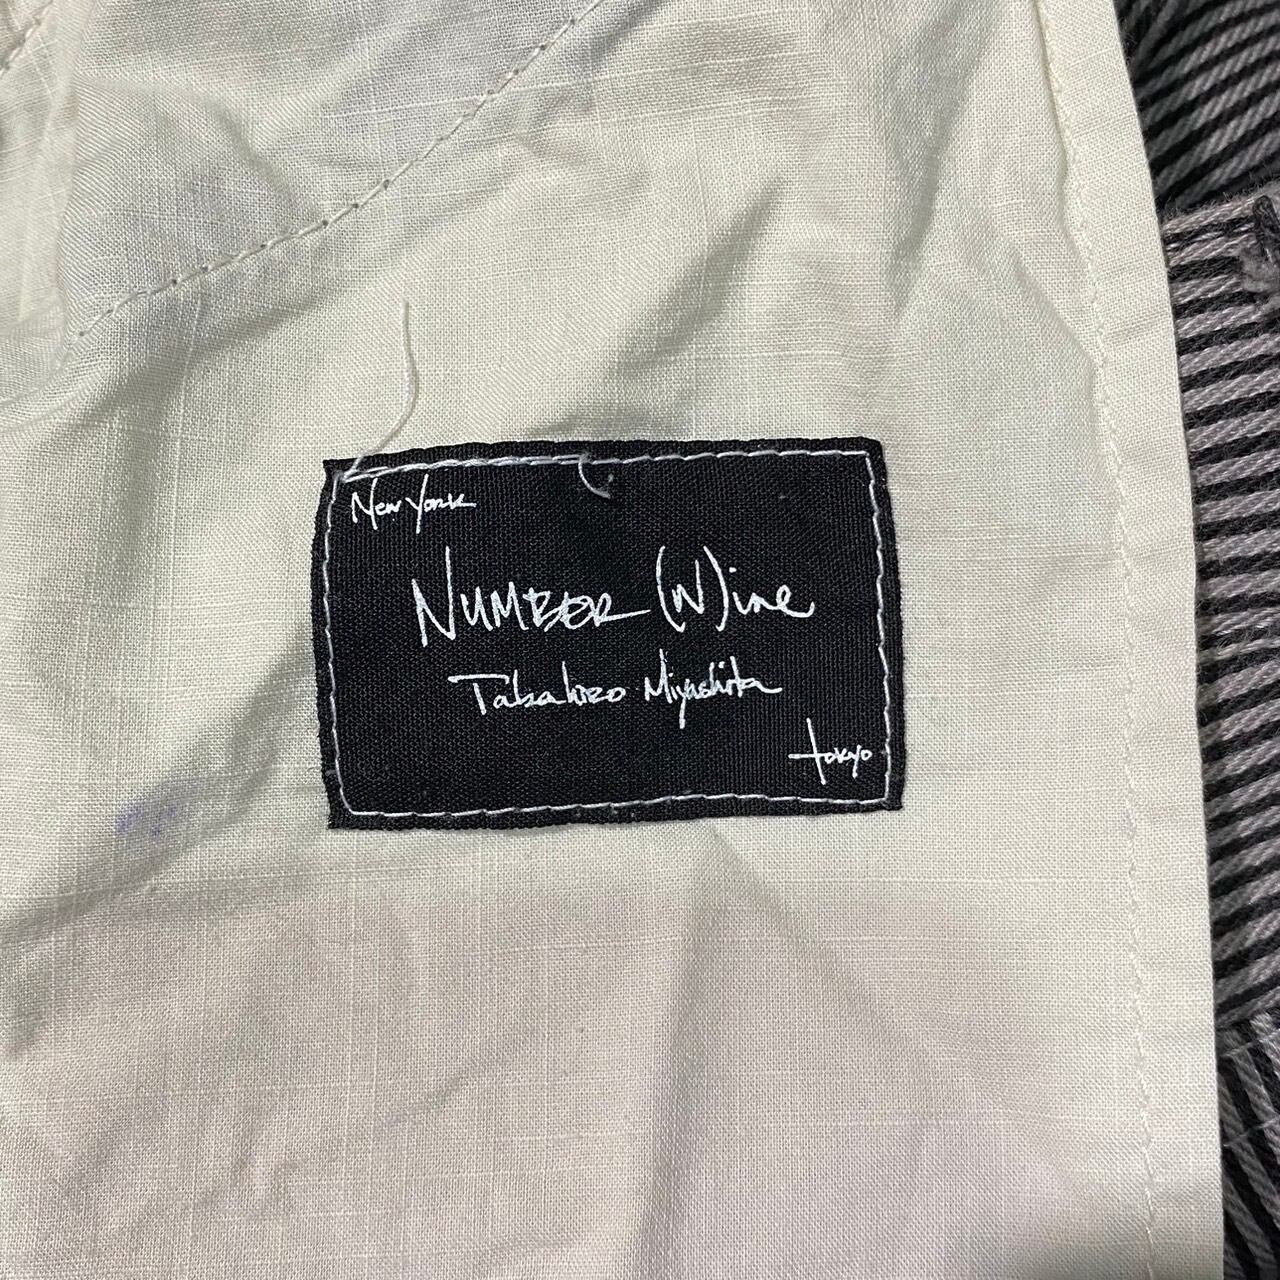 New York
NUMBER (N)ine
Takahiro Miyashita
tokyo